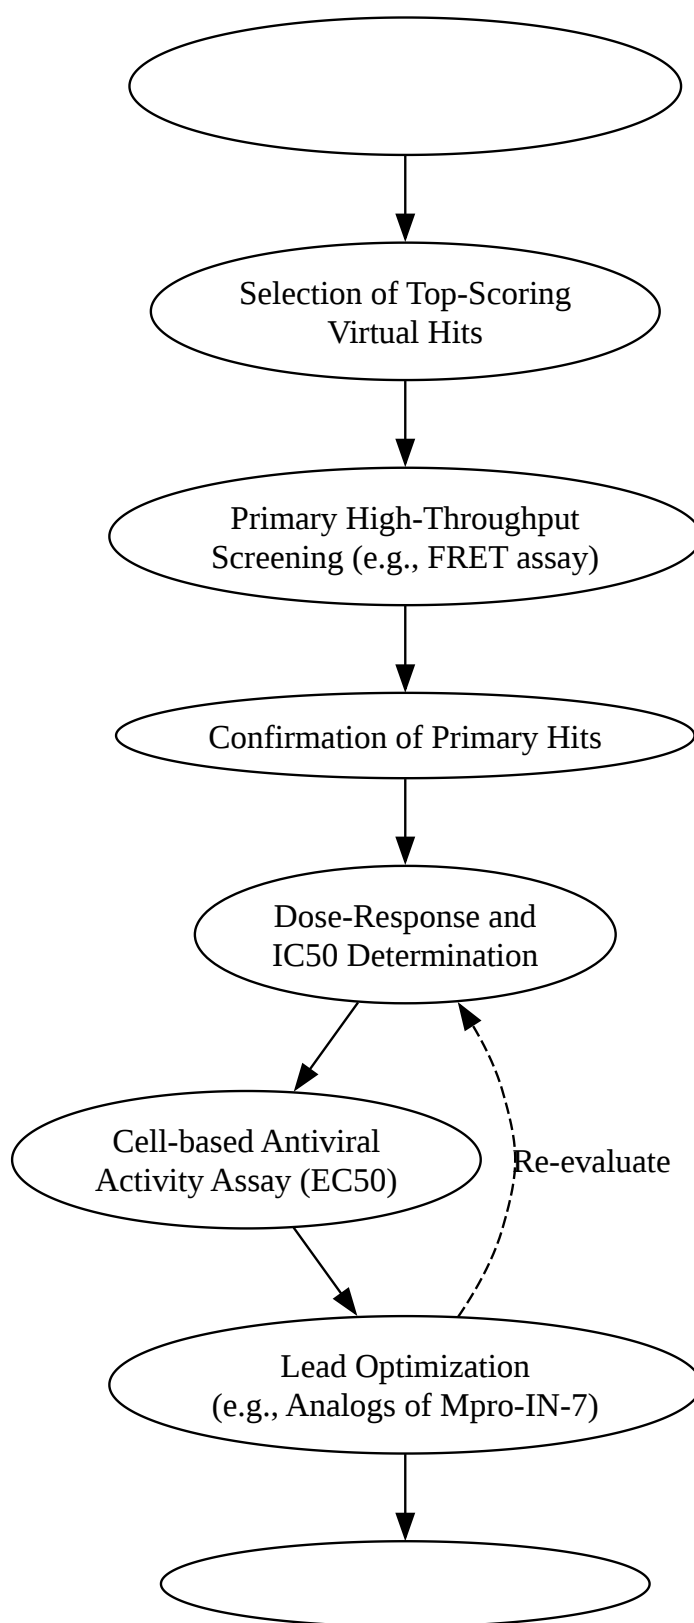 Selection of Top-Scoring
Virtual Hits
Primary High-Throughput
Screening (e.g., FRET assay)
Confirmation of Primary Hits
Dose-Response and
IC50 Determination
Cell-based Antiviral
Activity Assay (EC50)
Re-evaluate
Lead Optimization
(e.g., Analogs of Mpro-IN-7)